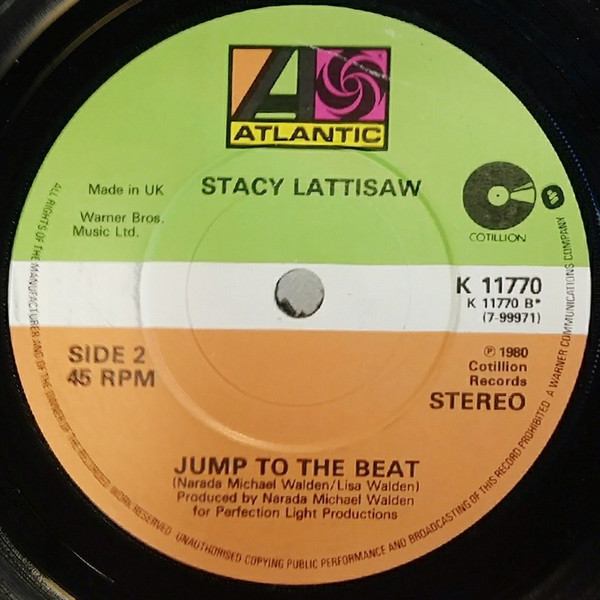 ATLANTIC
STACY LATTISAW
Made in UK
Warner Bros.
Music Ltd.
COTILLION
K 11770
K 11770 B*
(7-99971)
SIDE 2
45 RPM
℗ 1980
Cotillion
Records
STEREO
JUMP TO THE BEAT
(Narada Michael Walden/Lisa Walden)
Produced by Narada Michael Walden
for Perfection Light Productions
ALL RIGHTS OF THE MANUFACTURER AND OF THE OWNER OF THE RECORDED WORK RESERVED UNAUTHORISED COPYING PUBLIC PERFORMANCE AND BROADCASTING OF THIS RECORD PROHIBITED A WARNER COMMUNICATIONS COMPANY